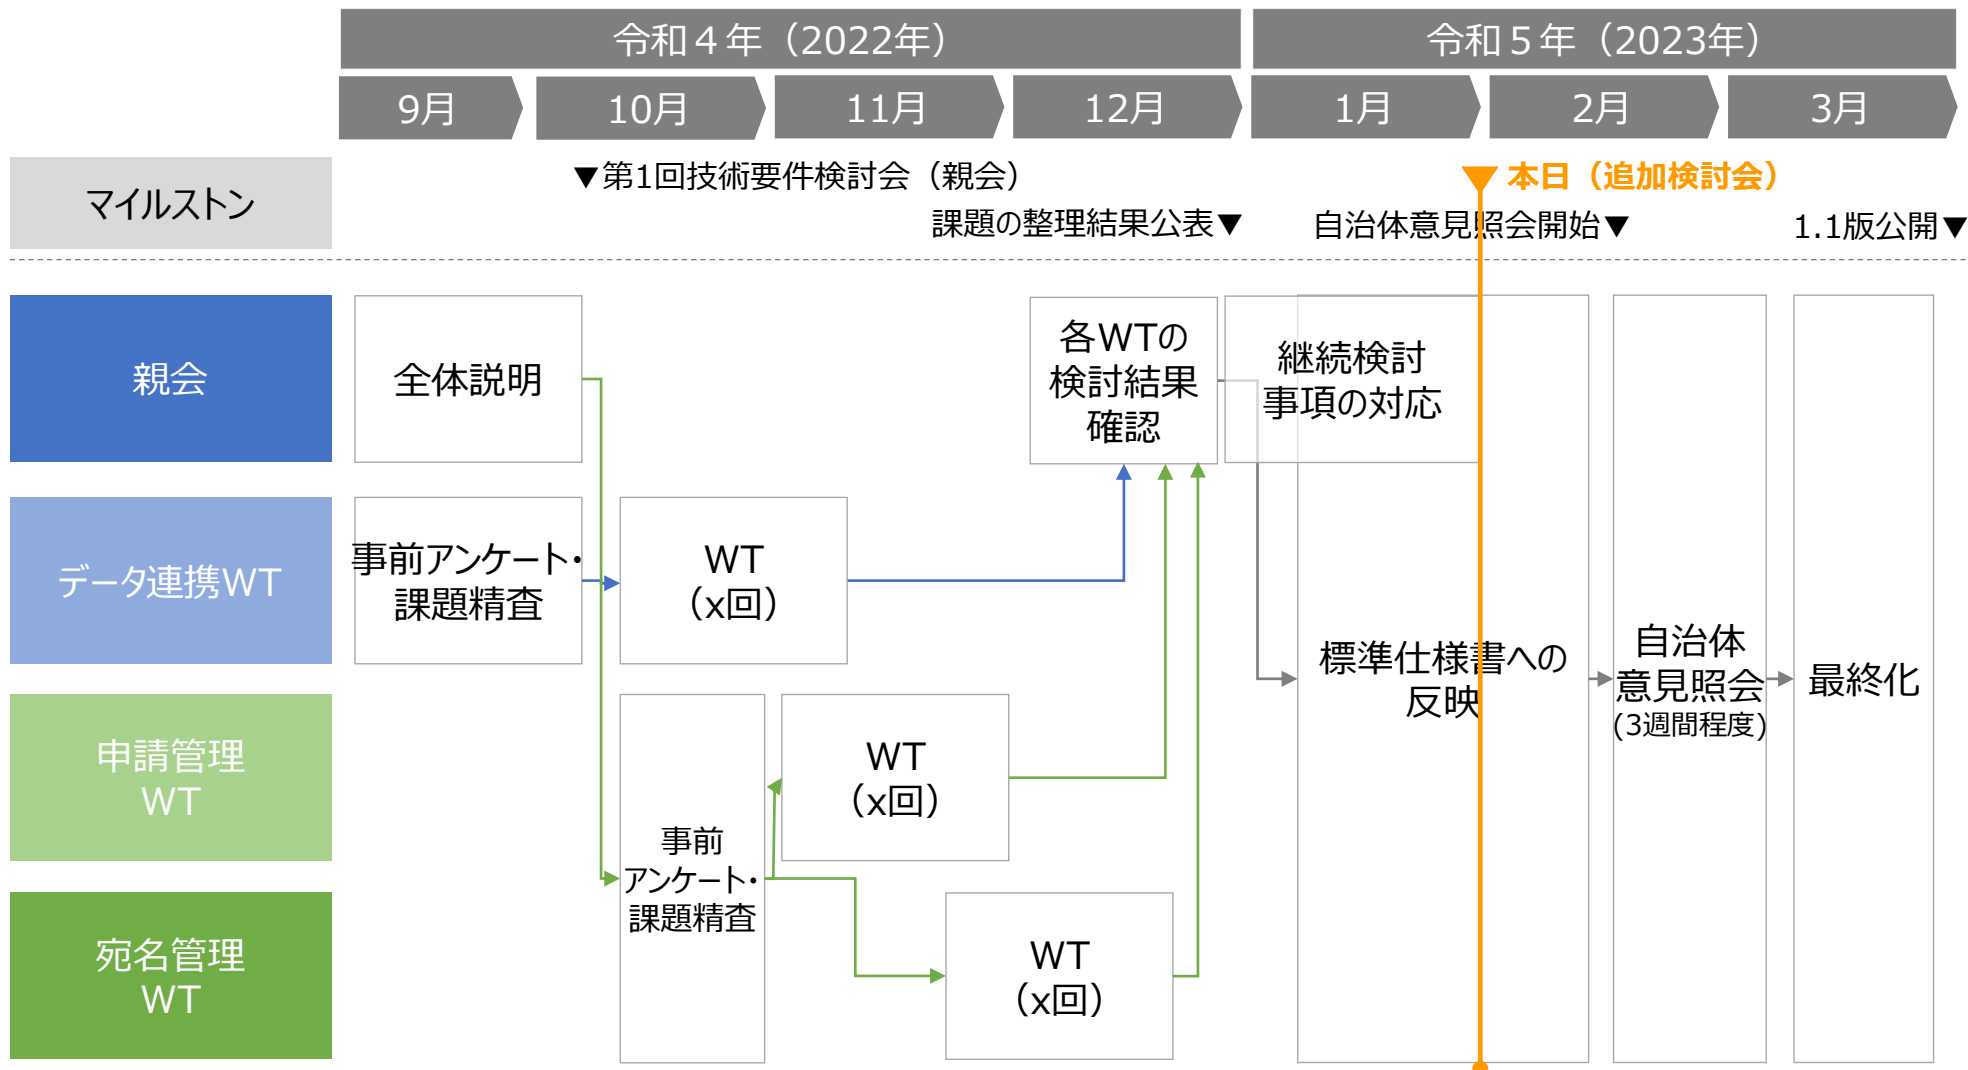 令和４年（2022年）
令和５年（2023年）
9月
10月
11月
12月
1月
2月
3月
マイルストン
▼第1回技術要件検討会（親会）
▼本日（追加検討会）
課題の整理結果公表▼
自治体意見照会開始▼
1.1版公開▼
親会
全体説明
各WTの
検討結果
確認
継続検討
事項の対応
データ連携WT
事前アンケート・
課題精査
WT
（x回）
標準仕様書への
反映
自治体
意見照会
(3週間程度)
最終化
申請管理
WT
事前
アンケート・
課題精査
WT
（x回）
宛名管理
WT
WT
（x回）